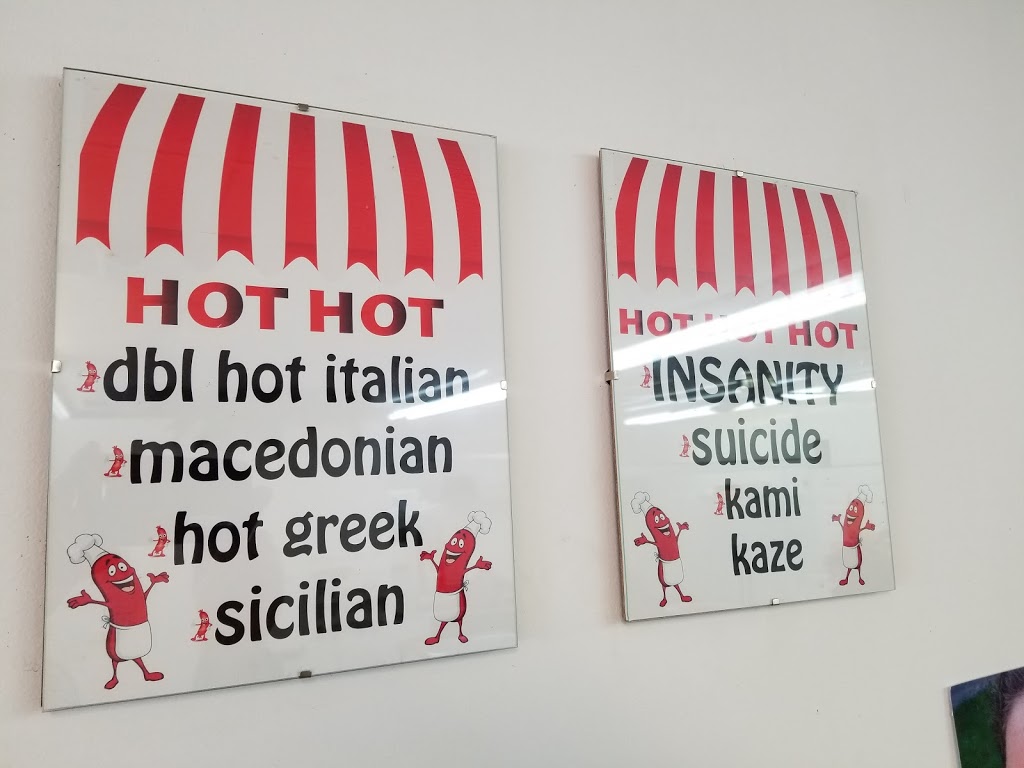 HOT HOT
dbl hot italian
macedonian
hot greek
sicilian
HOT HOT HOT
INSANITY
suicide
kami
kaze